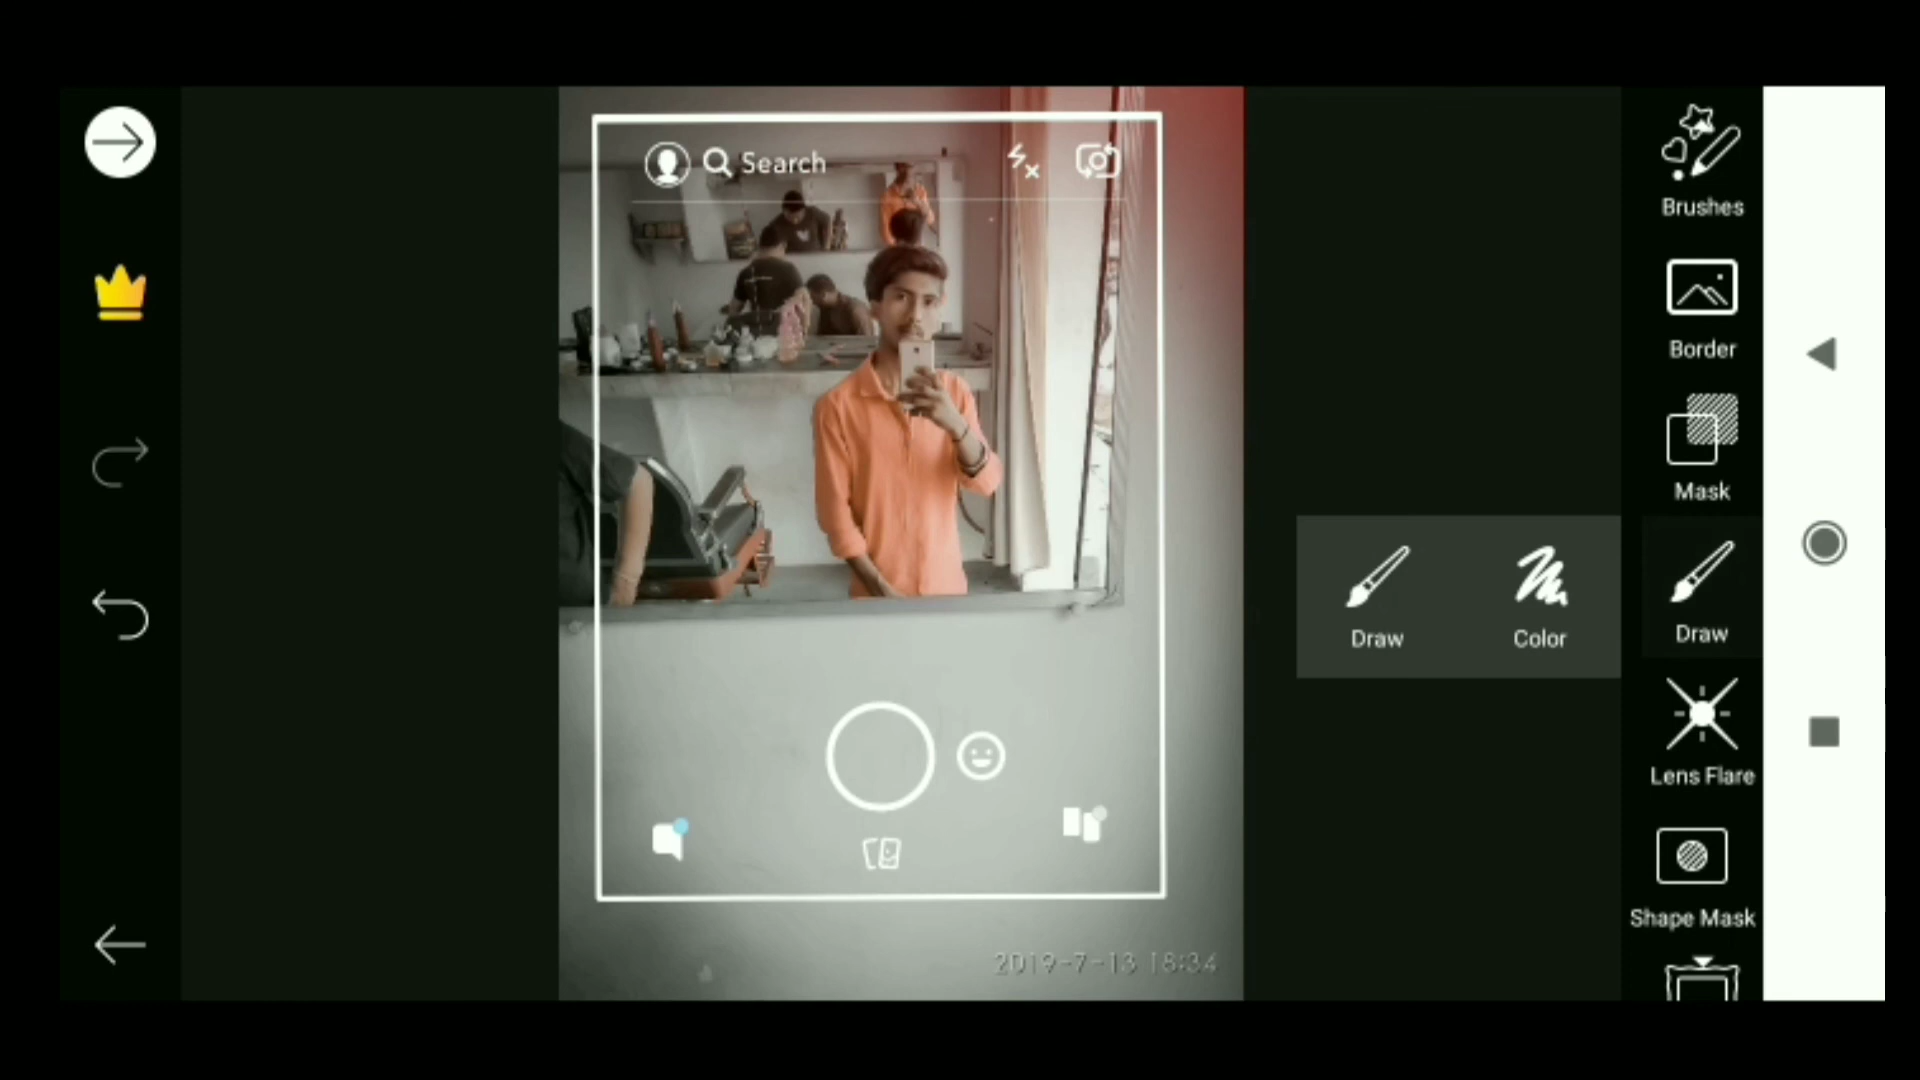 Search
Brushes
Border
Mask
Draw
Color
Draw
Lens Flare
Shape Mask
2019-7-13 18:34